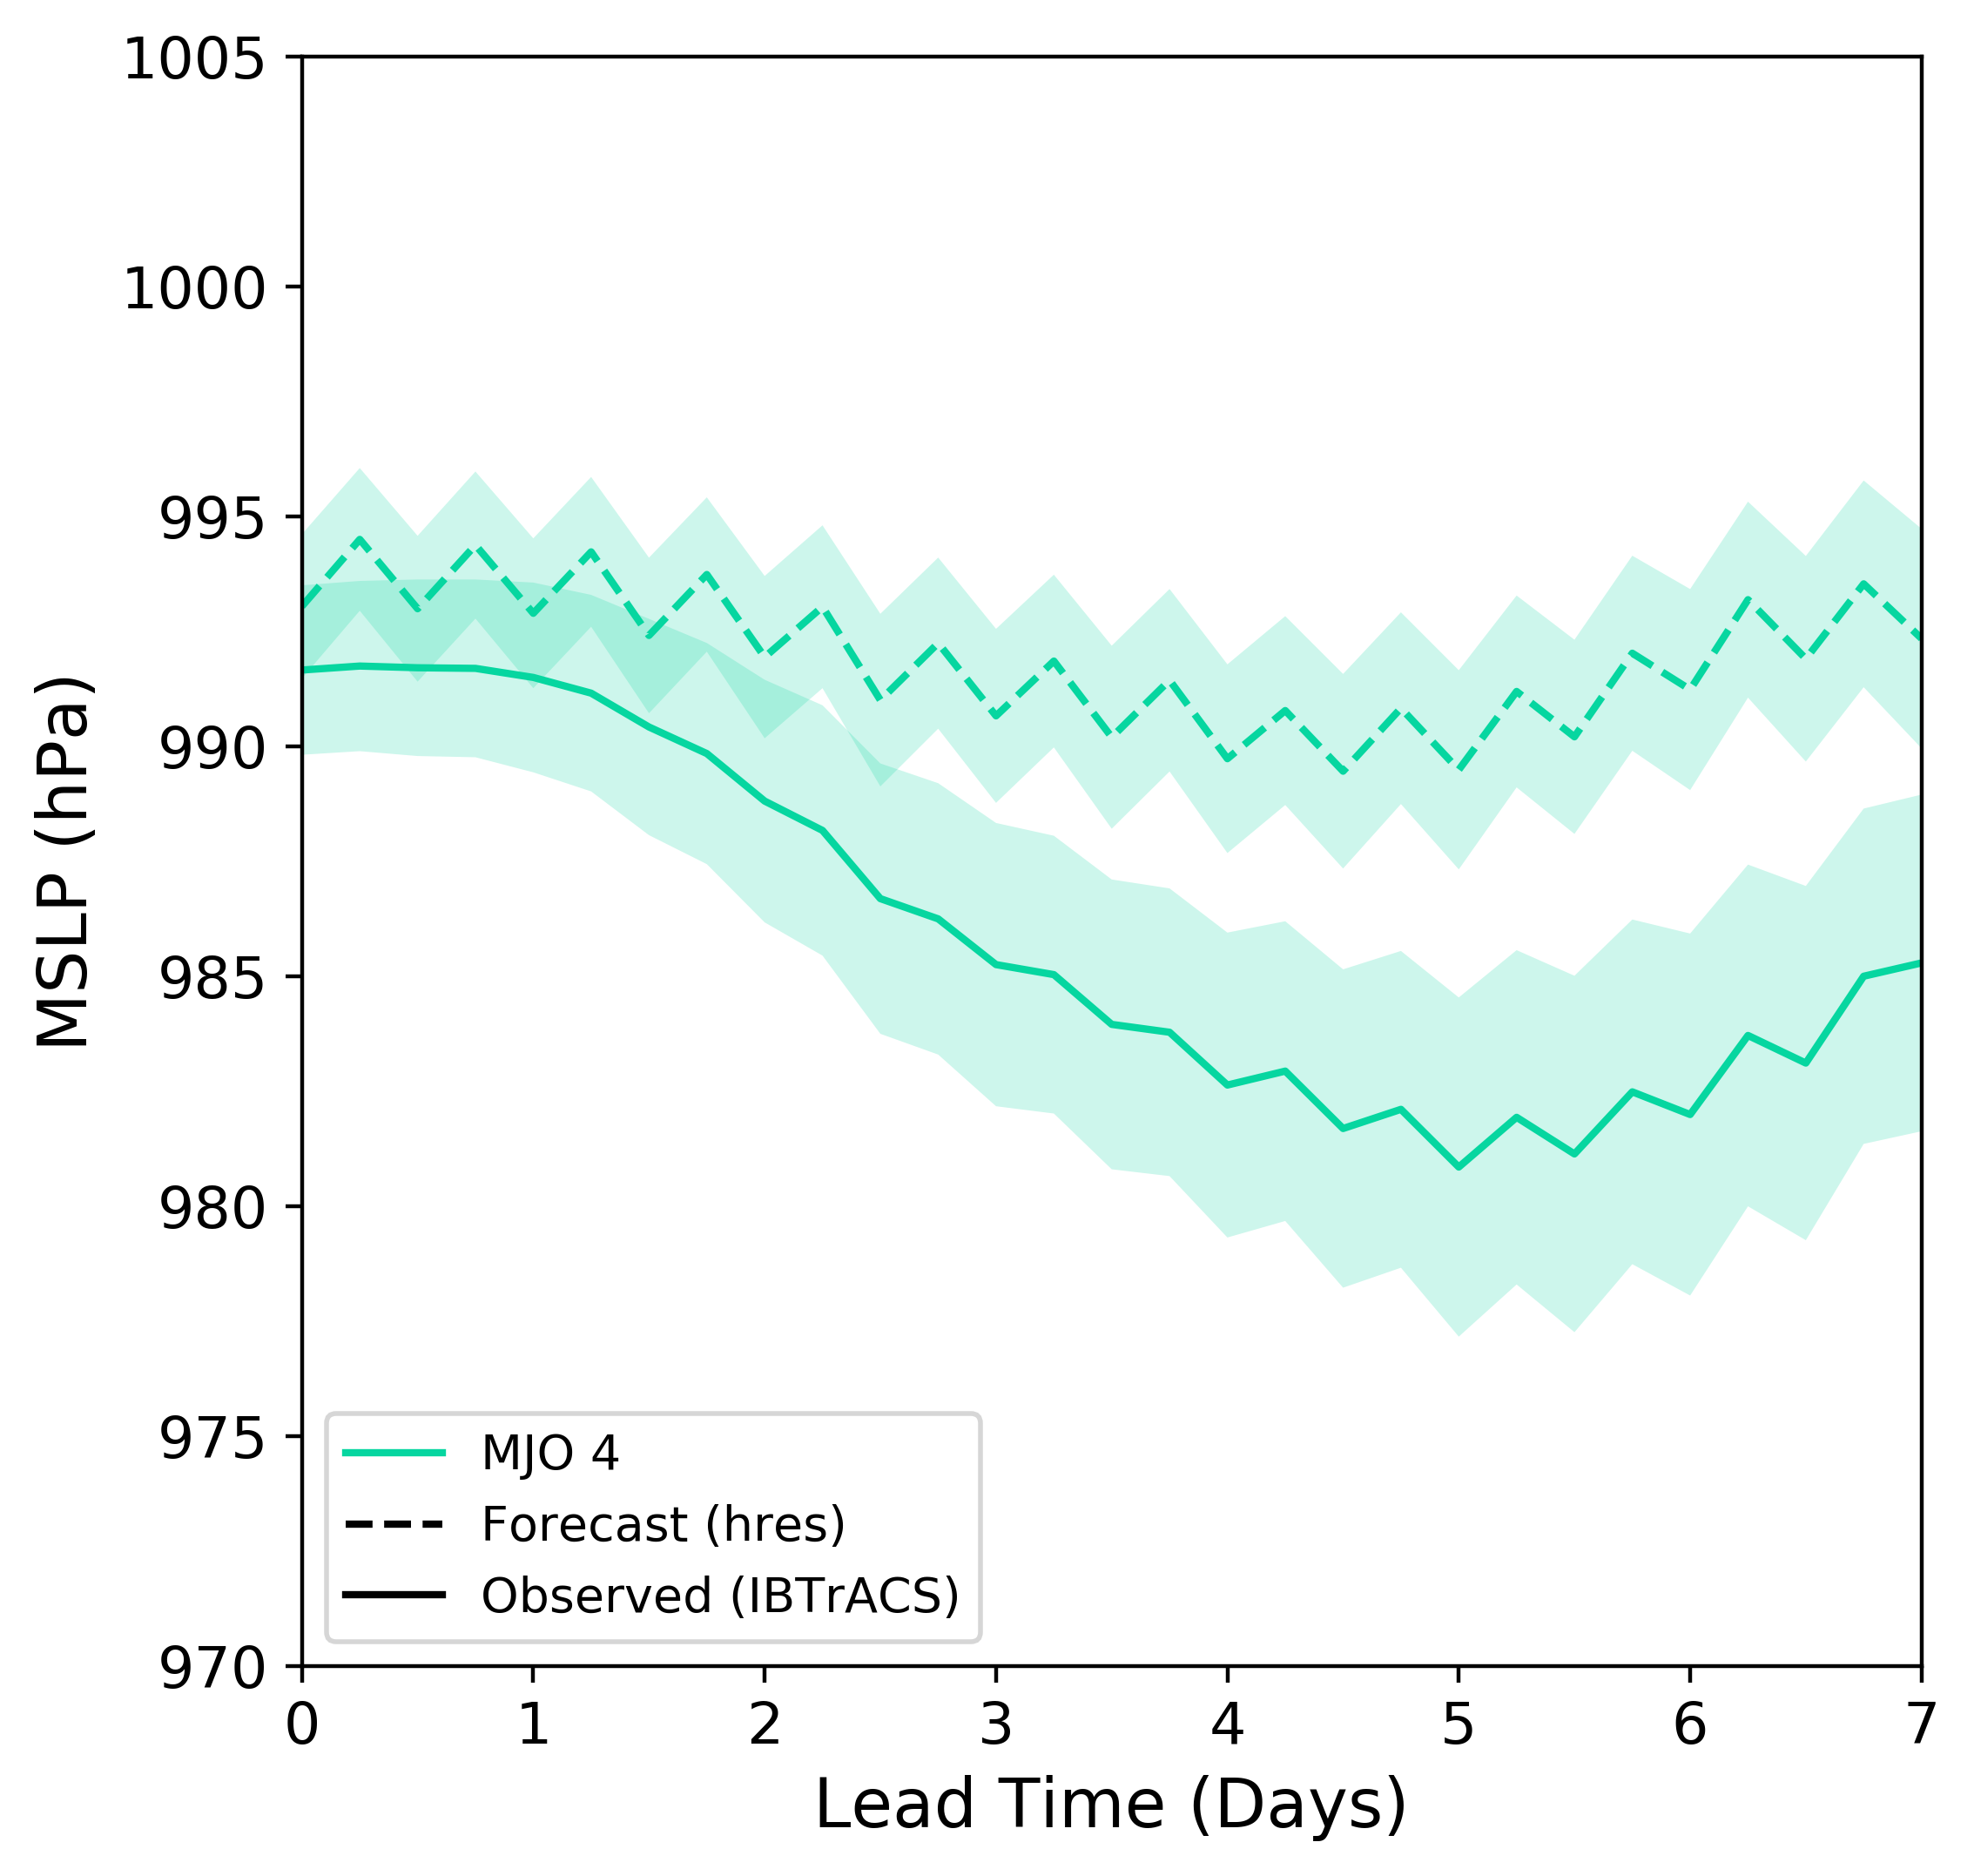 1005
1000
995
990
985
980
975
970
MSLP (hPa)
MJO 4
Forecast (hres)
Observed (IBTrACS)
0 1 2 3 4 5 6 7
Lead Time (Days)